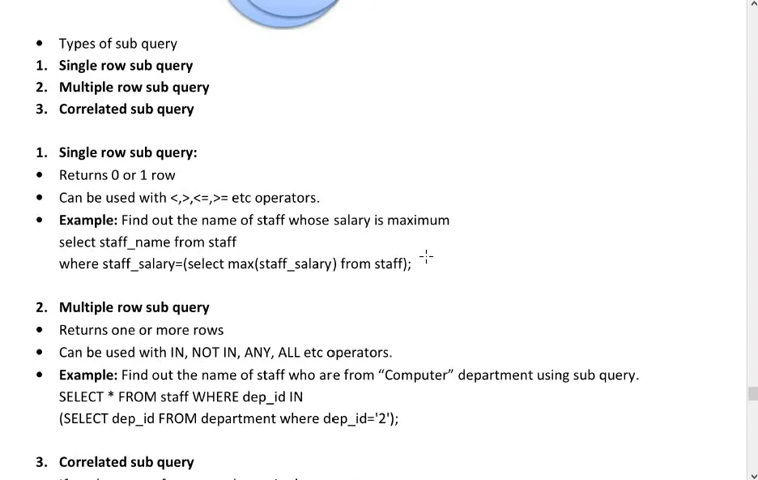 • Types of sub query
1. Single row sub query
2. Multiple row sub query
3. Correlated sub query
1. Single row sub query:
• Returns 0 or 1 row
• Can be used with <,>,<=,>= etc operators.
• Example: Find out the name of staff whose salary is maximum
select staff_name from staff
where staff_salary=(select max(staff_salary) from staff);
2. Multiple row sub query
• Returns one or more rows
• Can be used with IN, NOT IN, ANY, ALL etc operators.
• Example: Find out the name of staff who are from “Computer” department using sub query.
SELECT * FROM staff WHERE dep_id IN
(SELECT dep_id FROM department where dep_id='2');
3. Correlated sub query